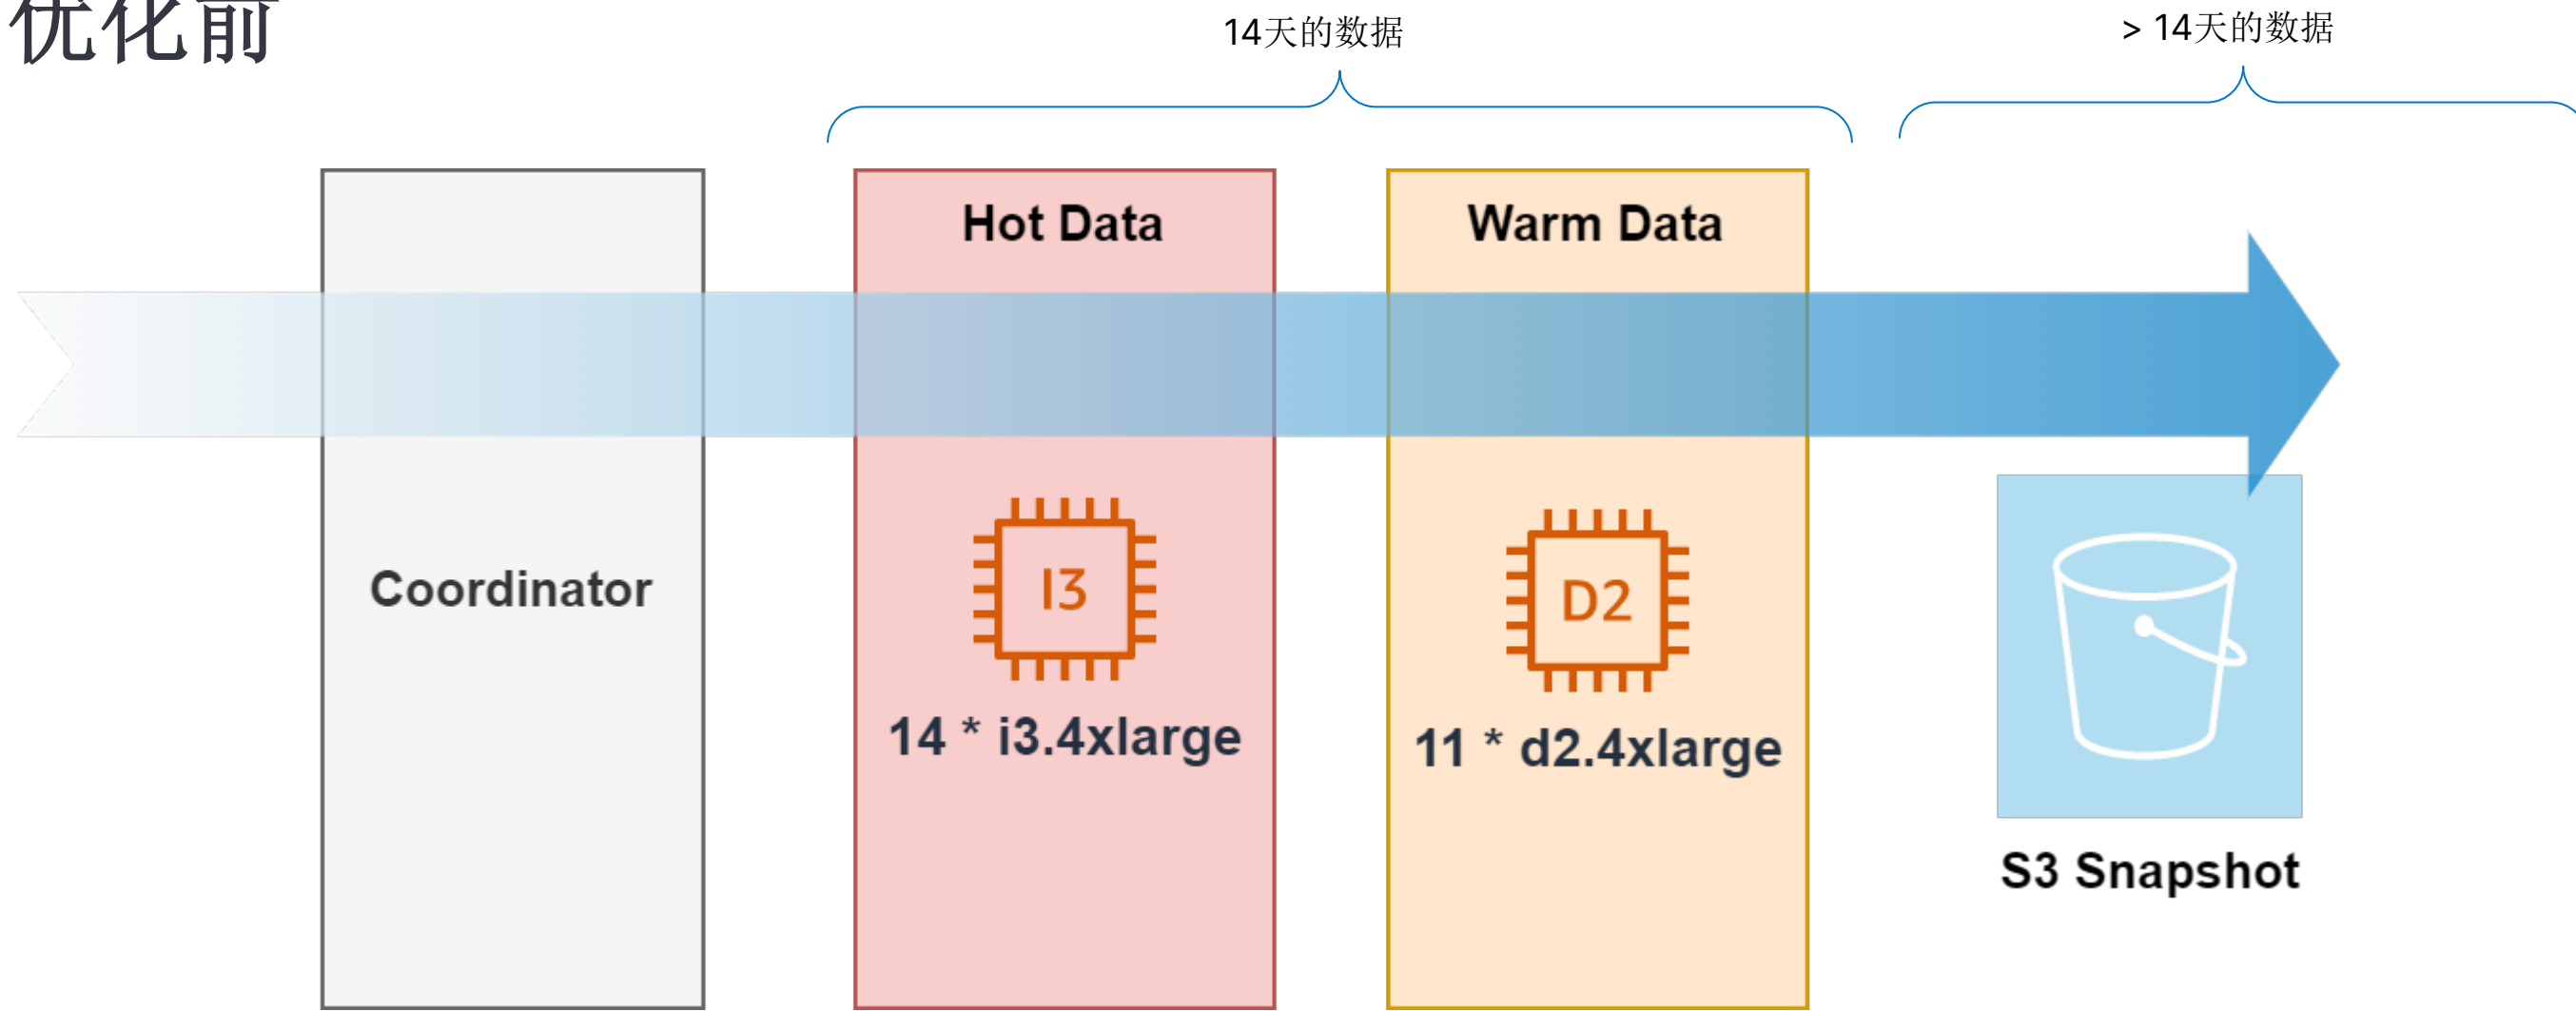 优化前
14天的数据
> 14天的数据
Hot Data
Warm Data
Coordinator
I3
D2
14 * i3.4xlarge
11 * d2.4xlarge
S3 Snapshot